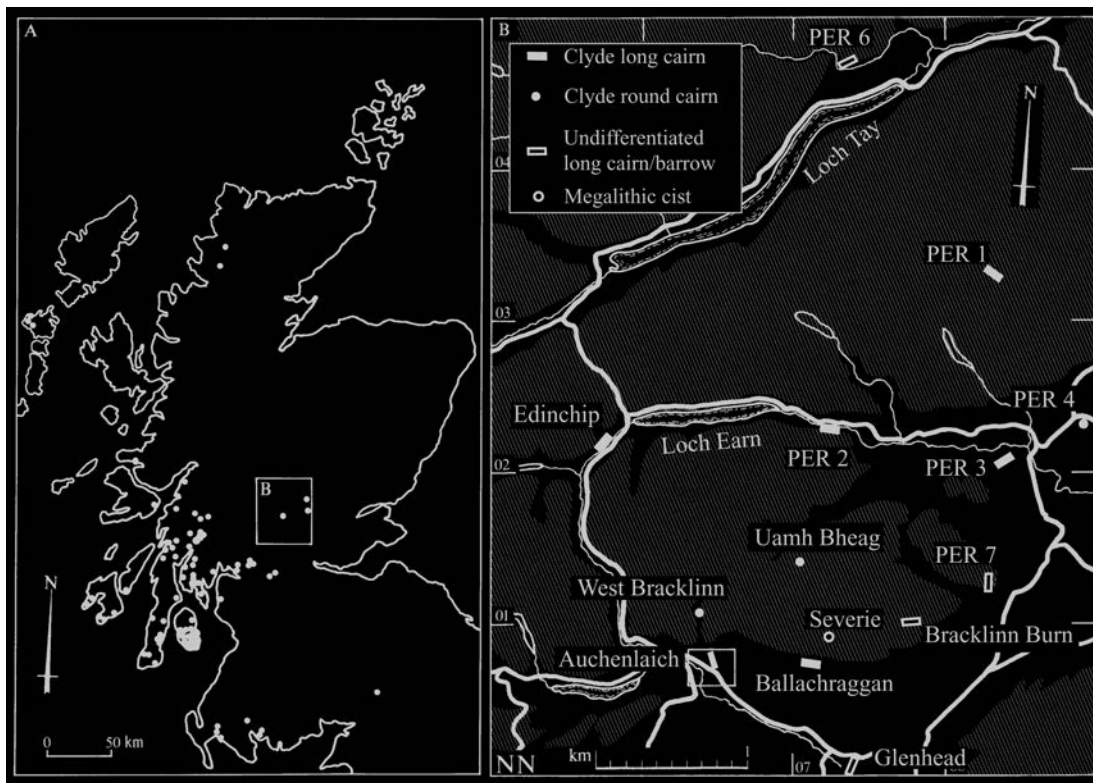 A
B
N
0 50 km
B
Clyde long cairn
Clyde round cairn
Undifferentiated
long cairn/barrow
Megalithic cist
PER 6
N
04
Loch Tay
PER 1
03
PER 4
Edinchip
Loch Earn
PER 2
PER 3
02
Uamh Bheag
PER 7
West Bracklinn
Severie
01
Bracklinn Burn
Auchenlaich
Ballachraggan
km 1
Glenhead
NN
07